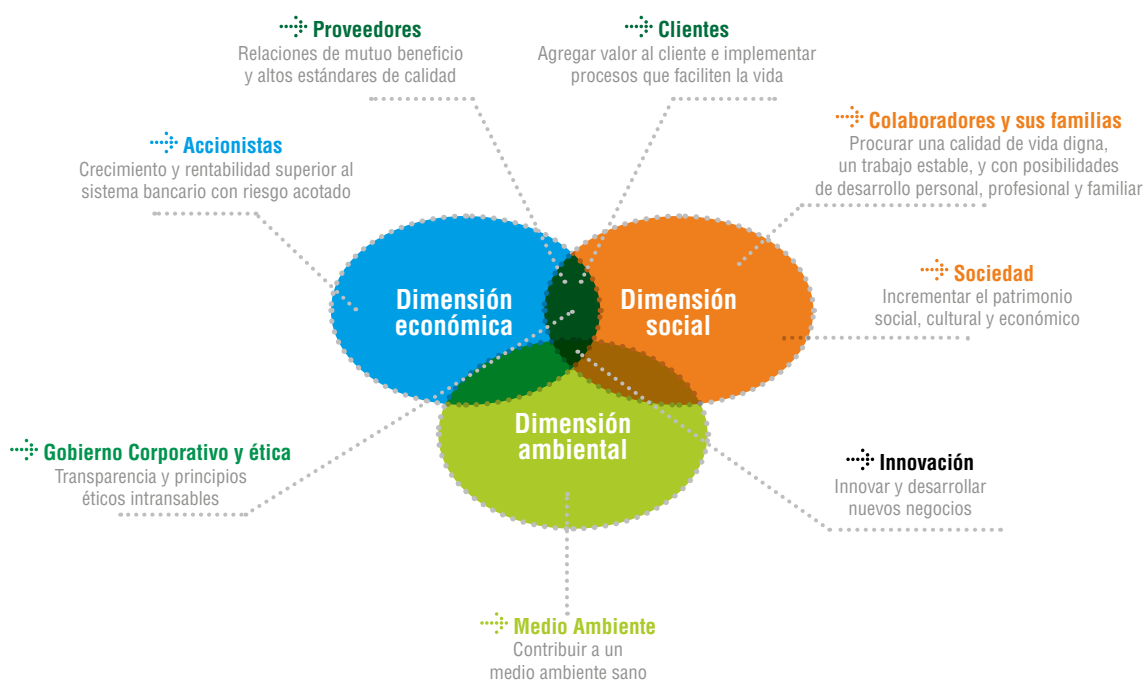 Proveedores
Relaciones de mutuo beneficio
y altos estándares de calidad
Clientes
Agregar valor al cliente e implementar
procesos que faciliten la vida
Accionistas
Crecimiento y rentabilidad superior al
sistema bancario con riesgo acotado
Colaboradores y sus familias
Procurar una calidad de vida digna,
un trabajo estable, y con posibilidades
de desarrollo personal, profesional y familiar
Dimensión
económica
Dimensión
social
Sociedad
Incrementar el patrimonio
social, cultural y económico
Dimensión
ambiental
Gobierno Corporativo y ética
Transparencia y principios
éticos intransables
Innovación
Innovar y desarrollar
nuevos negocios
Medio Ambiente
Contribuir a un
medio ambiente sano